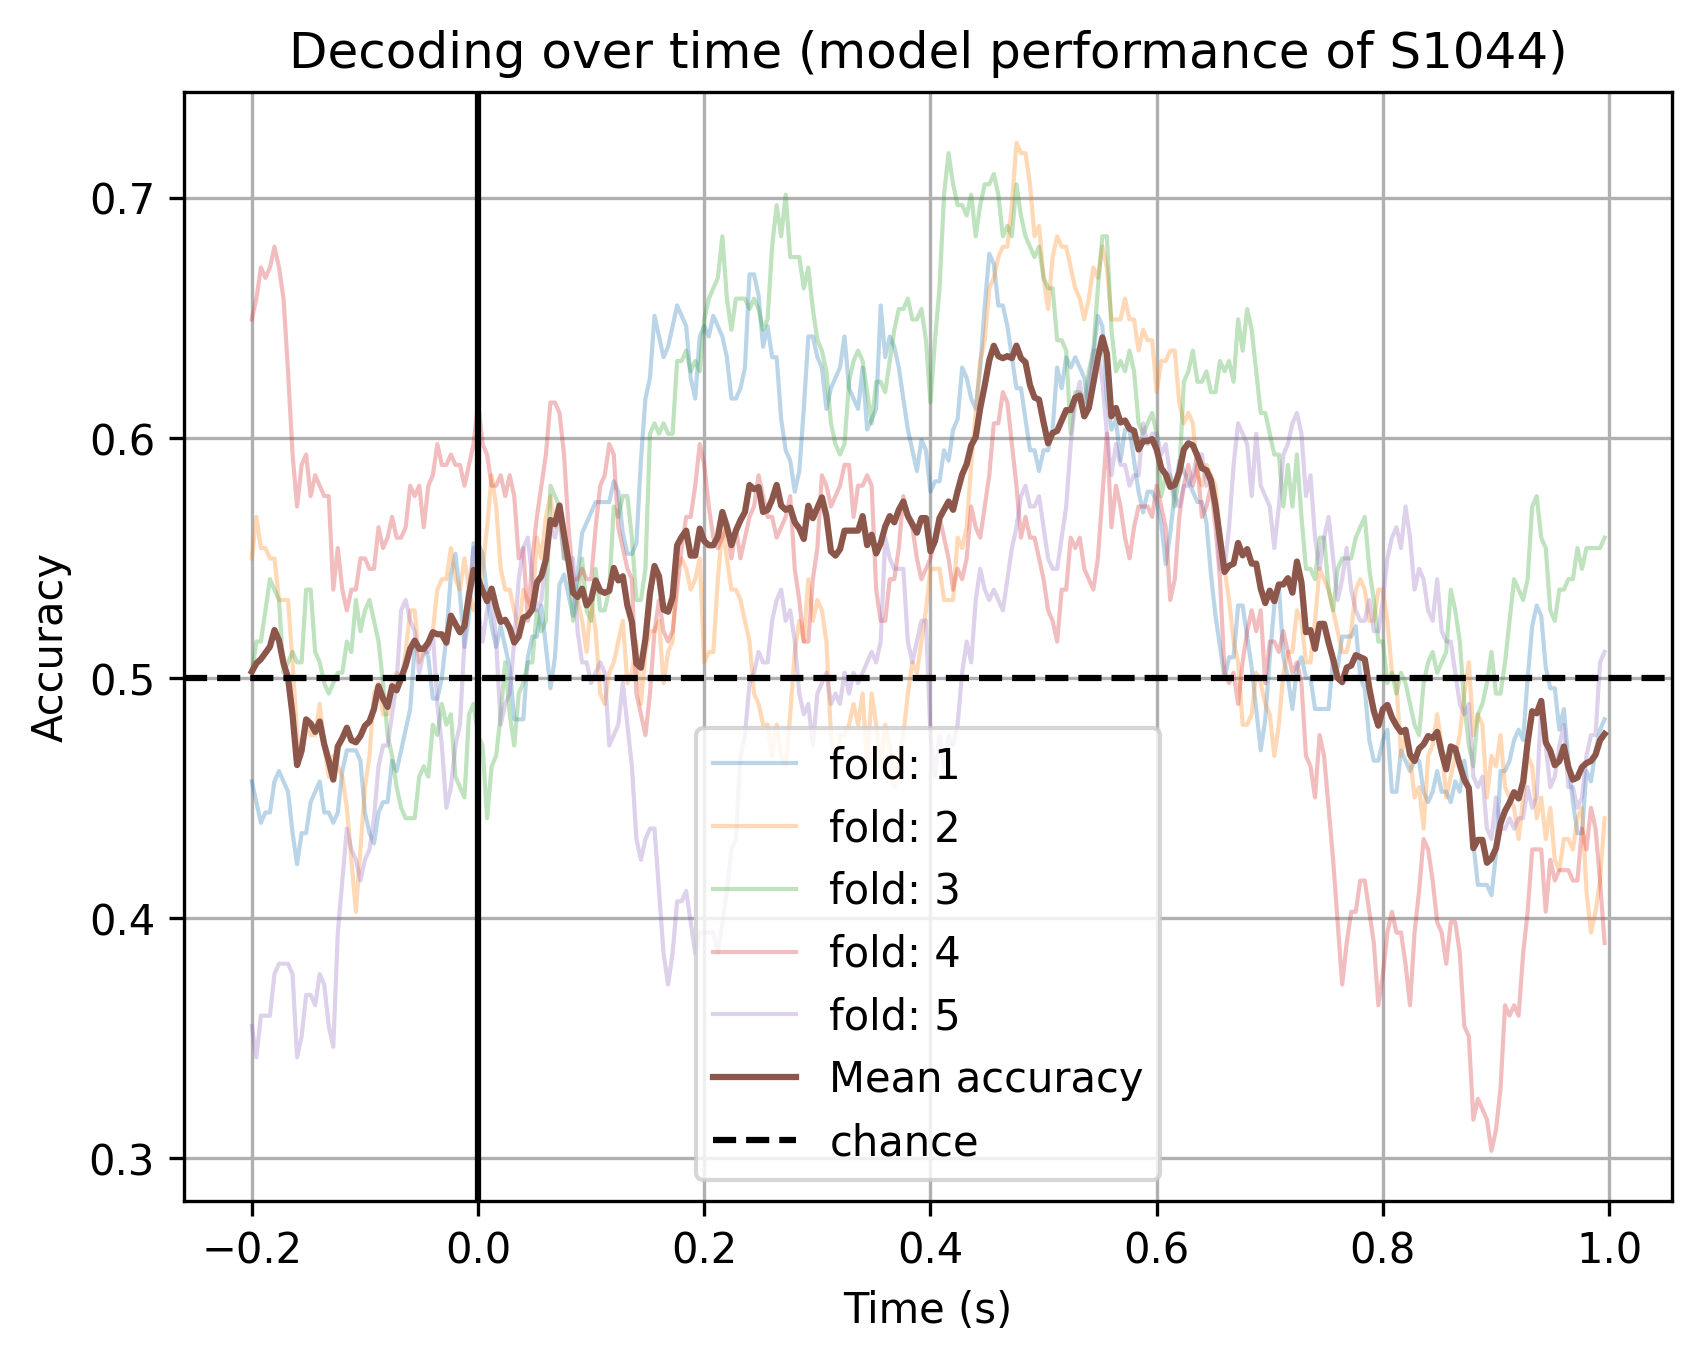 Decoding over time (model performance of S1044)
Accuracy
0.7
0.6
0.5
0.4
0.3
fold: 1
fold: 2
fold: 3
fold: 4
fold: 5
Mean accuracy
chance
−0.2 0.0 0.2 0.4 0.6 0.8 1.0
Time (s)